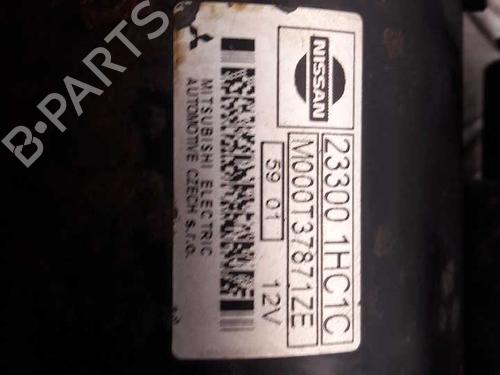 NISSAN
23300 1HC1C
M000T37871ZE
59 01 12V
MITSUBISHI ELECTRIC
AUTOMOTIVE CZECH s.r.o.
B-PARTS